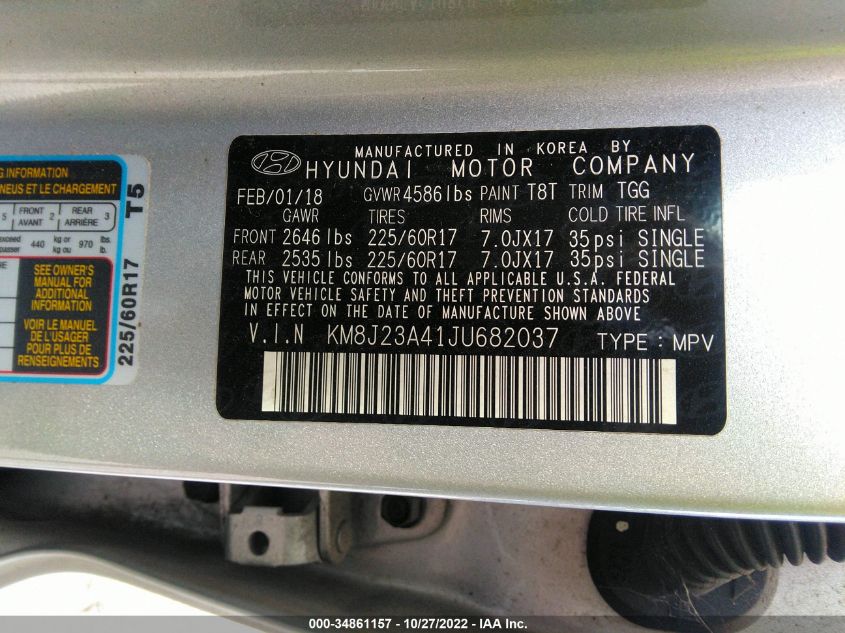 G INFORMATION
NEUS ET LE CHARGEMENT
5 FRONT AVANT 2 REAR ARRIÈRE 3
exceed
passer 440 kg or kg ou 970 lbs. lb.
SEE OWNER'S
MANUAL FOR
ADDITIONAL
INFORMATION
VOIR LE MANUEL
DE L'USAGER
POUR PLUS DE
RENSEIGNEMENTS
225/60R17 T5
MANUFACTURED IN KOREA BY
HYUNDAI MOTOR COMPANY
FEB/01/18 GVWR 4586lbs PAINT T8T TRIM TGG
GAWR TIRES RIMS COLD TIRE INFL
FRONT 2646 lbs 225/60R17 7.0JX17 35psi SINGLE
REAR 2535 lbs 225/60R17 7.0JX17 35psi SINGLE
THIS VEHICLE CONFORMS TO ALL APPLICABLE U.S.A. FEDERAL
MOTOR VEHICLE SAFETY AND THEFT PREVENTION STANDARDS
IN EFFECT ON THE DATE OF MANUFACTURE SHOWN ABOVE
V.I.N KM8J23A41JU682037 TYPE : MPV
000-34861157 - 10/27/2022 - IAA Inc.